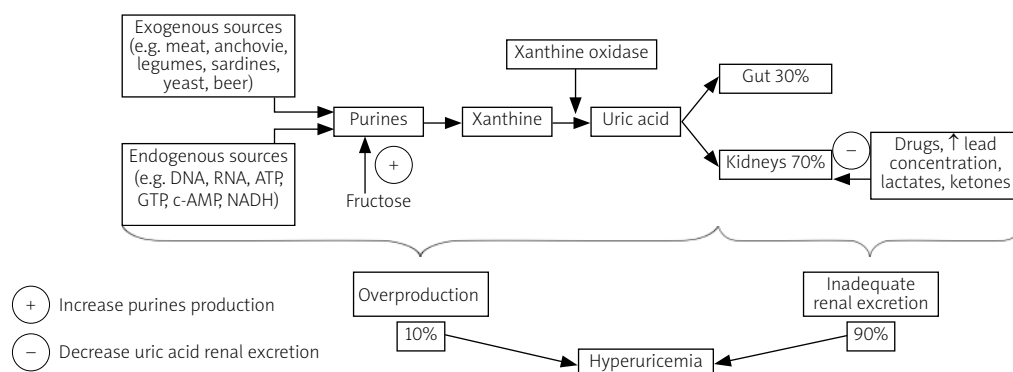 Exogenous sources
(e.g. meat, anchovie,
legumes, sardines,
yeast, beer)
Xanthine oxidase
Gut 30%
Purines
Xanthine
Uric acid
Endogenous sources
(e.g. DNA, RNA, ATP,
GTP, c-AMP, NADH)
+
Fructose
Kidneys 70%
−
Drugs, ↑ lead
concentration,
lactates, ketones
+ Increase purines production
− Decrease uric acid renal excretion
Overproduction
10%
Inadequate
renal excretion
90%
Hyperuricemia